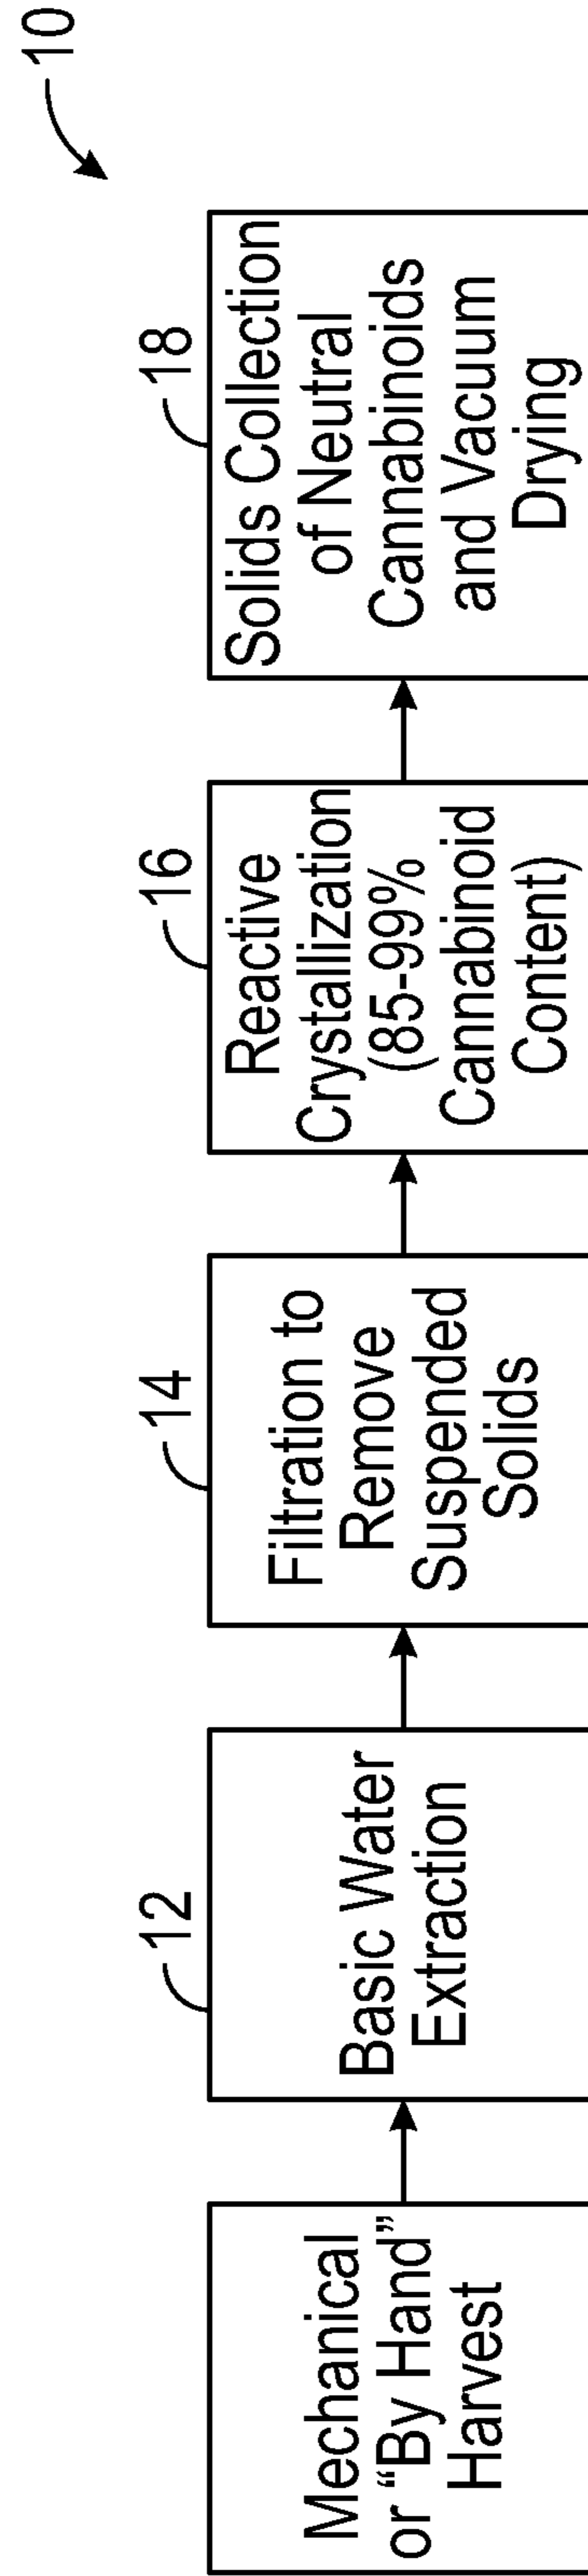 10
Mechanical
or “By Hand”
Harvest
12
Basic Water
Extraction
14
Filtration to
Remove
Suspended
Solids
16
Reactive
Crystallization
(85-99%
Cannabinoid
Content)
18
Solids Collection
of Neutral
Cannabinoids
and Vacuum
Drying